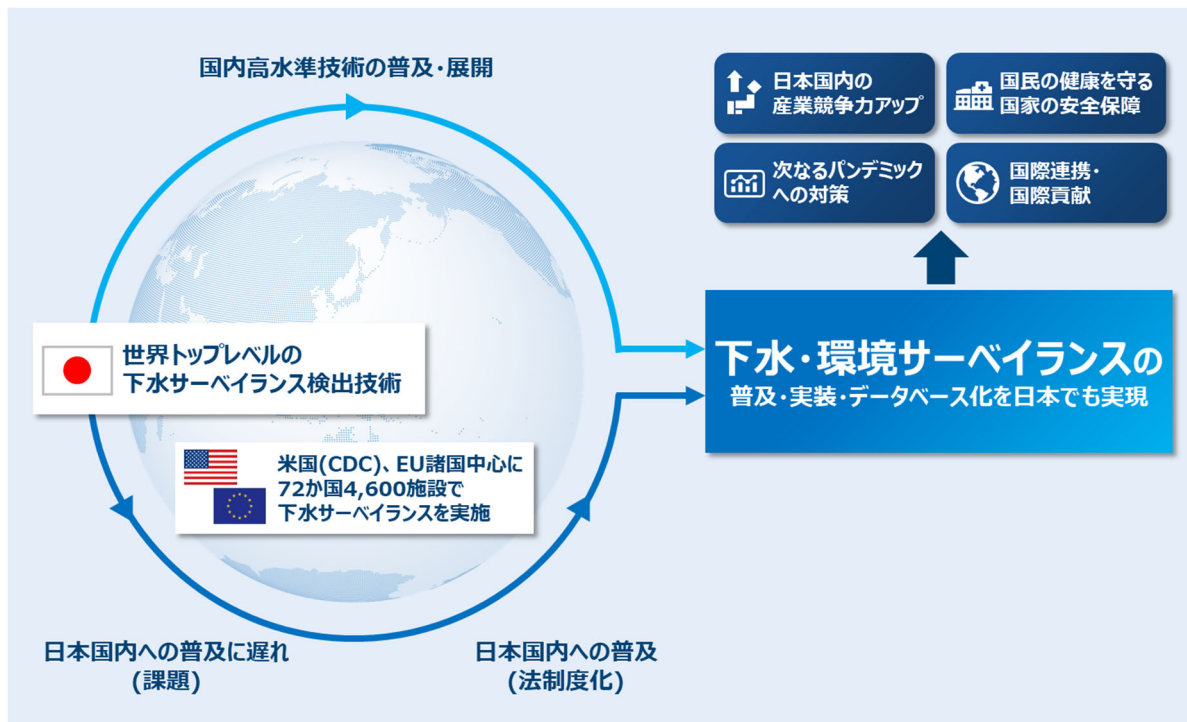 国内高水準技術の普及・展開
世界トップレベルの
下水サーベイランス検出技術
米国(CDC)、EU諸国中心に
72か国4,600施設で
下水サーベイランスを実施
日本国内への普及に遅れ
(課題)
日本国内への普及
(法制度化)
日本国内の
産業競争力アップ
国民の健康を守る
国家の安全保障
次なるパンデミック
への対策
国際連携・
国際貢献
下水・環境サーベイランスの
普及・実装・データベース化を日本でも実現